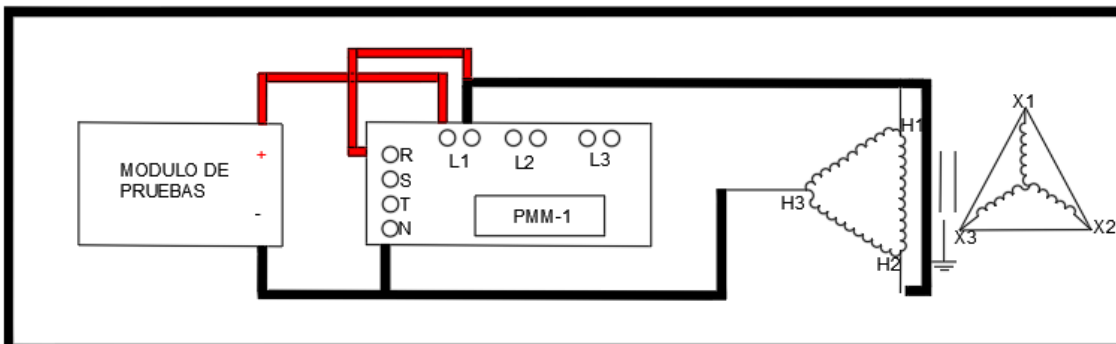 MODULO DE
PRUEBAS
+
-
R
S
T
N
L1
L2
L3
PMM-1
H1
H3
H2
X1
X3
X2